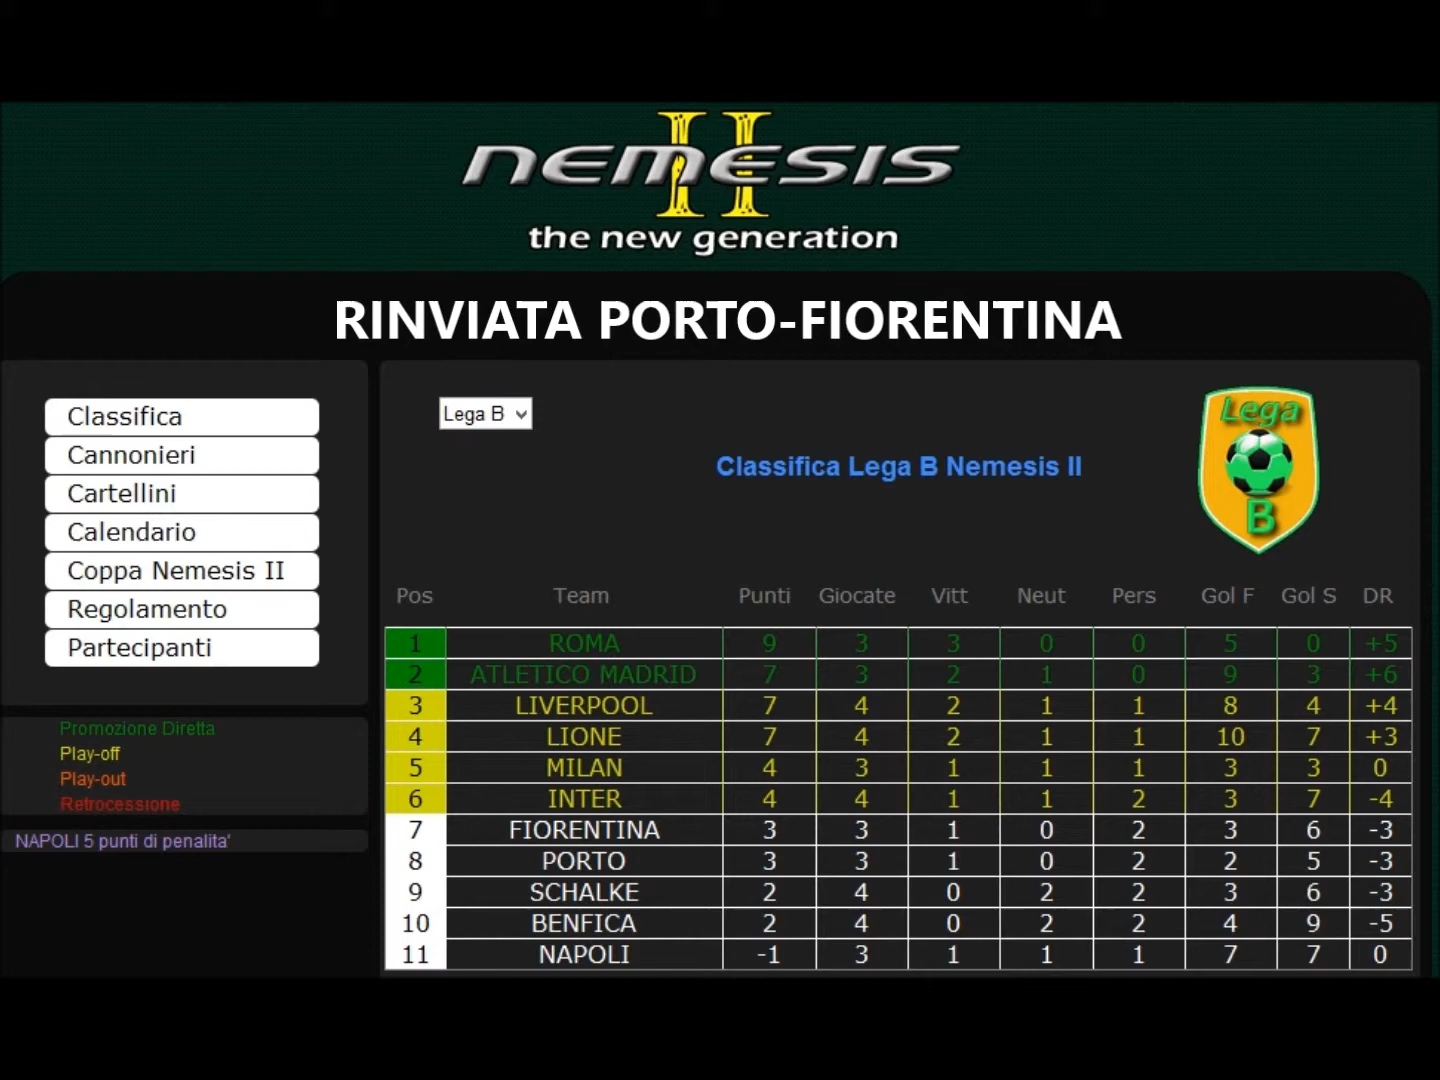 II
nemesis
the new generation
RINVIATA PORTO-FIORENTINA
Classifica
Cannonieri
Cartellini
Calendario
Coppa Nemesis II
Regolamento
Partecipanti
Promozione Diretta
Play-off
Play-out
Retrocessione
NAPOLI 5 punti di penalita'
Lega B
Classifica Lega B Nemesis II
Lega
B
Pos Team Punti Giocate Vitt Neut Pers Gol F Gol S DR
1 ROMA 9 3 3 0 0 5 0 +5
2 ATLETICO MADRID 7 3 2 1 0 9 3 +6
3 LIVERPOOL 7 4 2 1 1 8 4 +4
4 LIONE 7 4 2 1 1 10 7 +3
5 MILAN 4 3 1 1 1 3 3 0
6 INTER 4 4 1 1 2 3 7 -4
7 FIORENTINA 3 3 1 0 2 3 6 -3
8 PORTO 3 3 1 0 2 2 5 -3
9 SCHALKE 2 4 0 2 2 3 6 -3
10 BENFICA 2 4 0 2 2 4 9 -5
11 NAPOLI -1 3 1 1 1 7 7 0